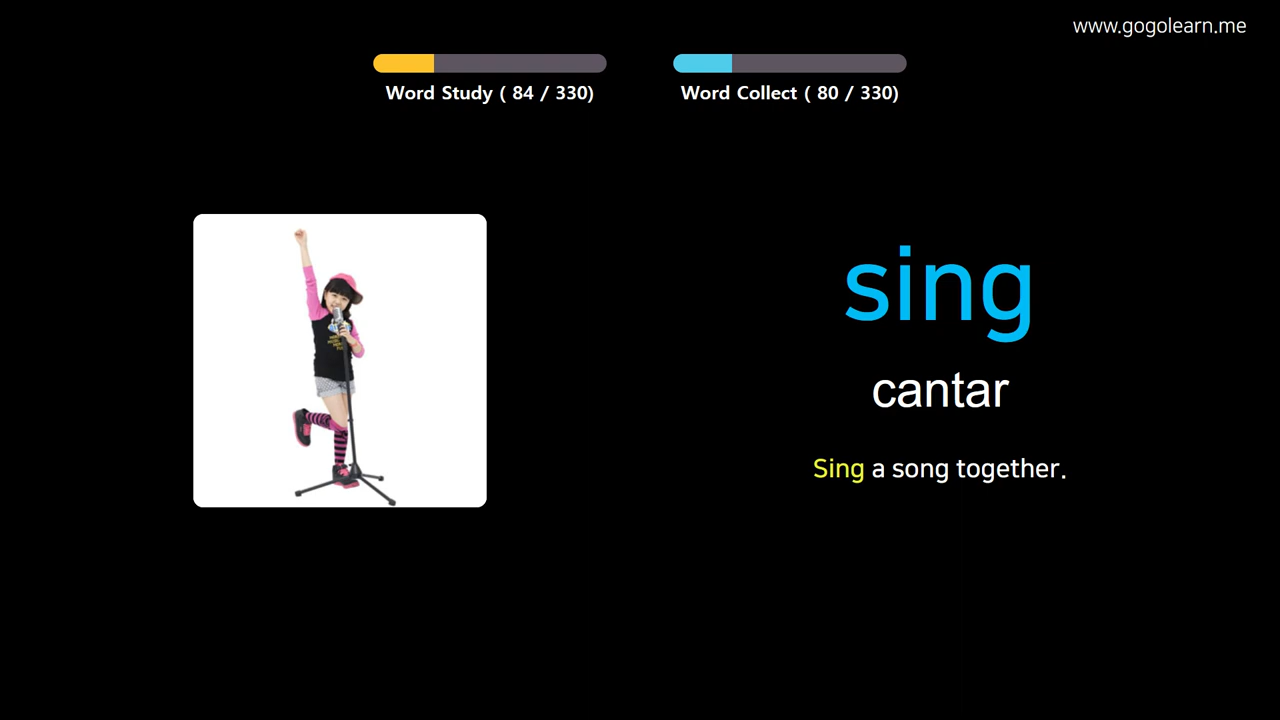 www.gogolearn.me
Word Study ( 84 / 330)
Word Collect ( 80 / 330)
sing
cantar
Sing a song together.